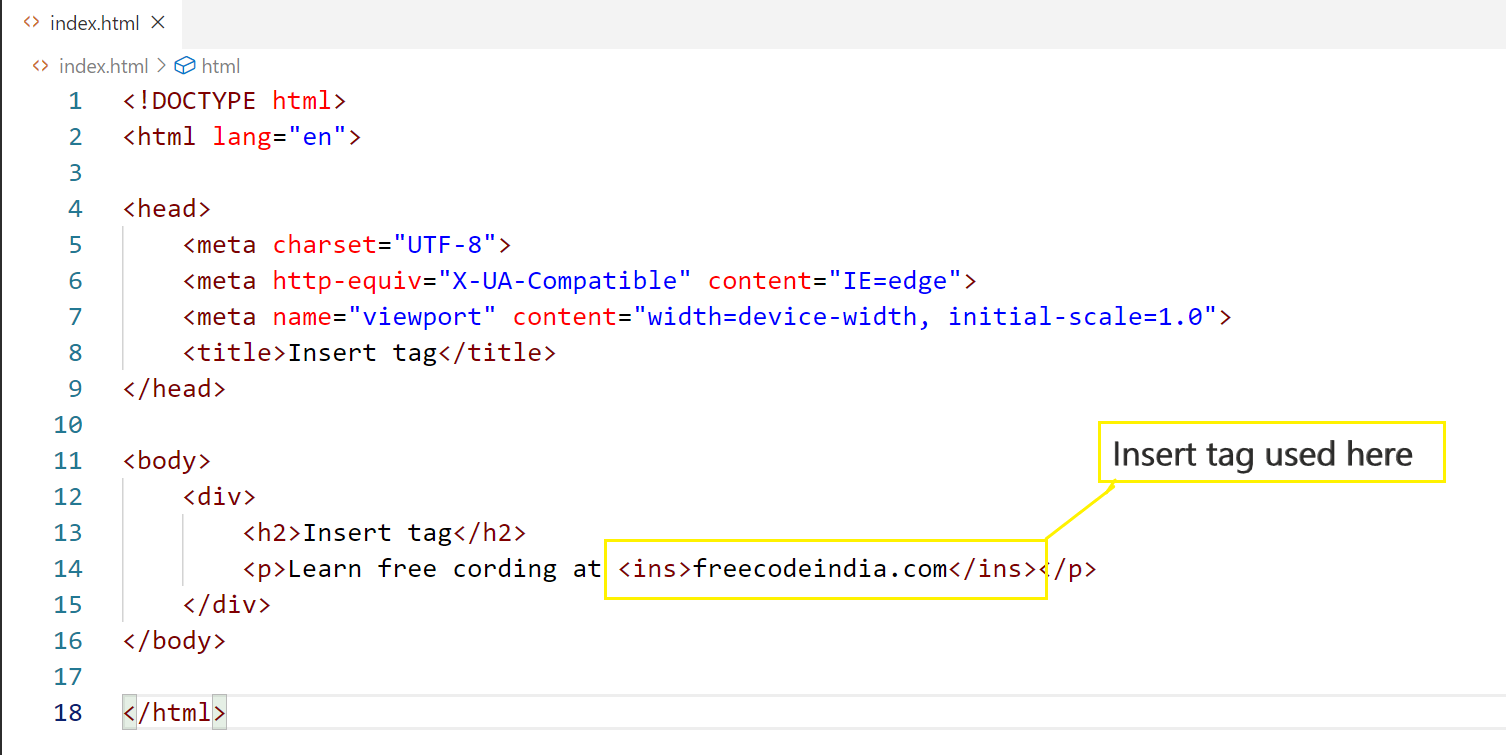 index.html
index.html > html
1 <!DOCTYPE html>
2 <html lang="en">
3
4 <head>
5     <meta charset="UTF-8">
6     <meta http-equiv="X-UA-Compatible" content="IE=edge">
7     <meta name="viewport" content="width=device-width, initial-scale=1.0">
8     <title>Insert tag</title>
9 </head>
10
Insert tag used here
11 <body>
12     <div>
13         <h2>Insert tag</h2>
14         <p>Learn free cording at <ins>freecodeindia.com</ins></p>
15     </div>
16 </body>
17
18 </html>